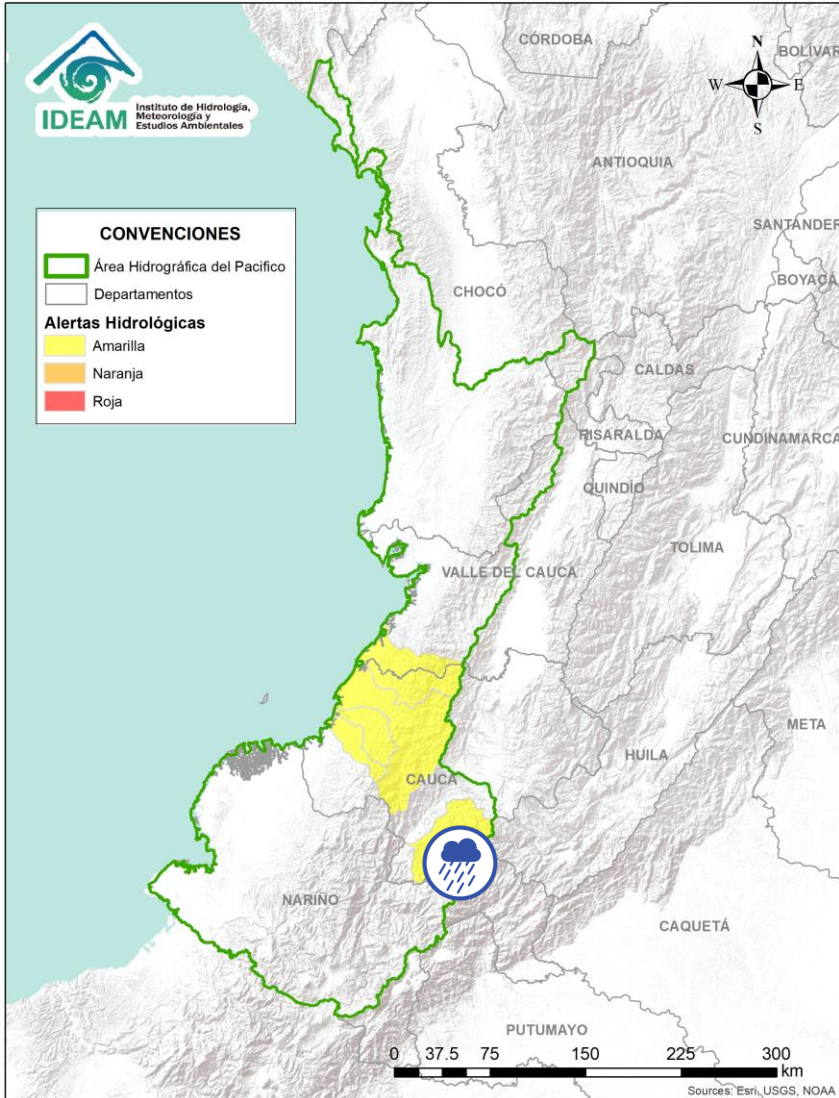 IDEAM
Instituto de Hidrología,
Meteorología y
Estudios Ambientales
N
W E
S
CONVENCIONES
Área Hidrográfica del Pacifico
Departamentos
Alertas Hidrológicas
Amarilla
Naranja
Roja
CÓRDOBA
BOLÍVAR
ANTIOQUIA
SANTANDER
BOYACÁ
CHOCÓ
CALDAS
RISARALDA
CUNDINAMARCA
QUINDÍO
TOLIMA
VALLE DEL CAUCA
META
HUILA
CAUCA
NARIÑO
CAQUETÁ
PUTUMAYO
0 37.5 75 150 225 300
km
Sources: Esri, USGS, NOAA